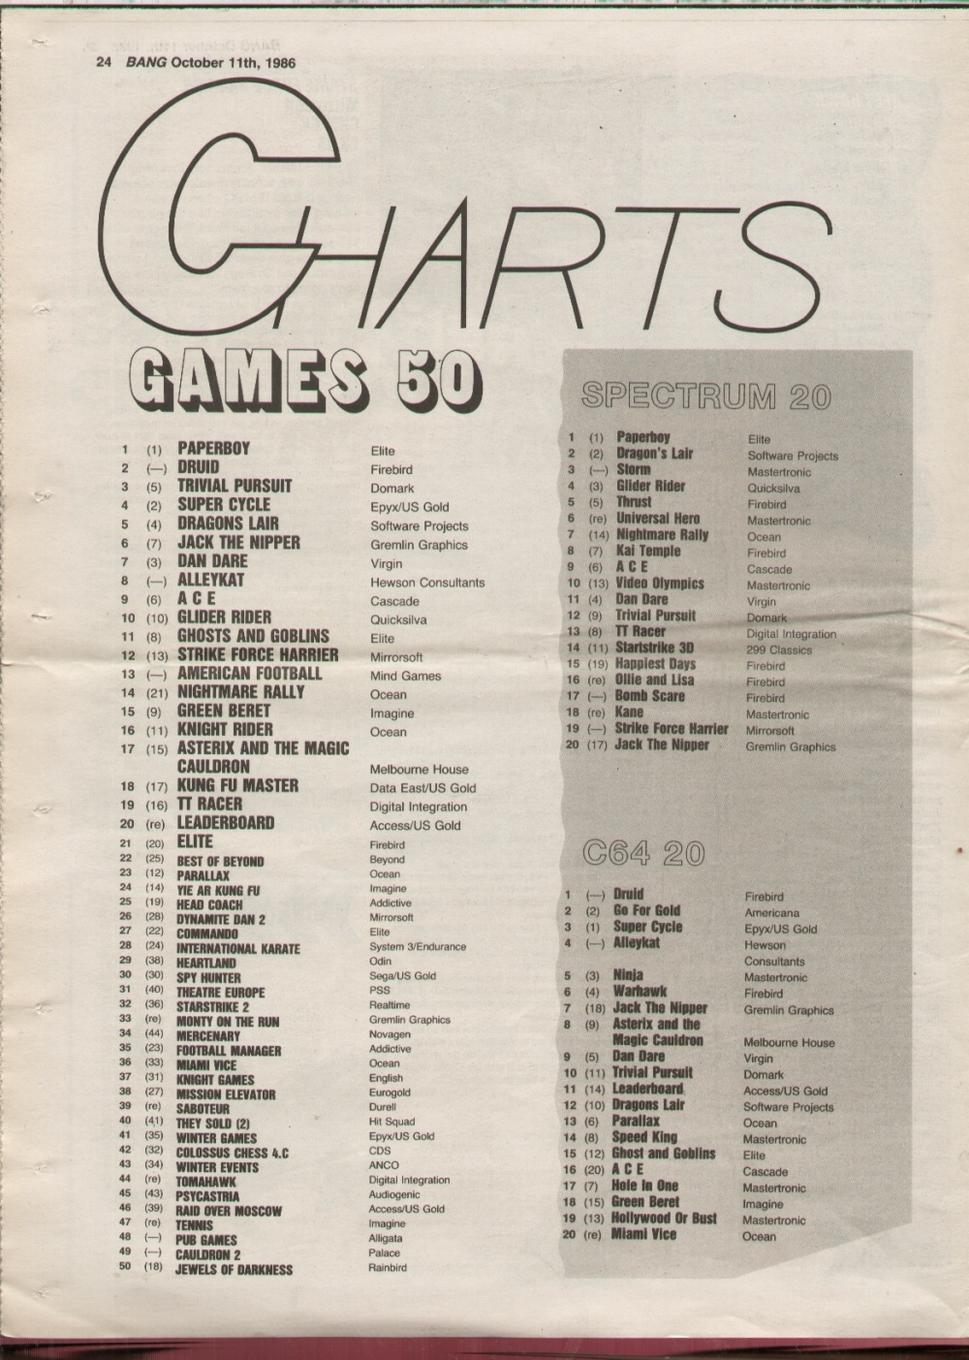 24 BANG October 11th, 1986
CHARTS
GAMES 50
1 (1) PAPERBOY Elite
2 (—) DRUID Firebird
3 (5) TRIVIAL PURSUIT Domark
4 (2) SUPER CYCLE Epyx/US Gold
5 (4) DRAGONS LAIR Software Projects
6 (7) JACK THE NIPPER Gremlin Graphics
7 (3) DAN DARE Virgin
8 (—) ALLEYKAT Hewson Consultants
9 (6) A C E Cascade
10 (10) GLIDER RIDER Quicksilva
11 (8) GHOSTS AND GOBLINS Elite
12 (13) STRIKE FORCE HARRIER Mirrorsoft
13 (—) AMERICAN FOOTBALL Mind Games
14 (21) NIGHTMARE RALLY Ocean
15 (9) GREEN BERET Imagine
16 (11) KNIGHT RIDER Ocean
17 (15) ASTERIX AND THE MAGIC
CAULDRON Melbourne House
18 (17) KUNG FU MASTER Data East/US Gold
19 (16) TT RACER Digital Integration
20 (re) LEADERBOARD Access/US Gold
21 (20) ELITE Firebird
22 (25) BEST OF BEYOND Beyond
23 (12) PARALLAX Ocean
24 (14) YIE AR KUNG FU Imagine
25 (19) HEAD COACH Addictive
26 (28) DYNAMITE DAN 2 Mirrorsoft
27 (22) COMMANDO Elite
28 (24) INTERNATIONAL KARATE System 3/Endurance
29 (38) HEARTLAND Odin
30 (30) SPY HUNTER Sega/US Gold
31 (40) THEATRE EUROPE PSS
32 (36) STARSTRIKE 2 Realtime
33 (re) MONTY ON THE RUN Gremlin Graphics
34 (44) MERCENARY Novagen
35 (23) FOOTBALL MANAGER Addictive
36 (33) MIAMI VICE Ocean
37 (31) KNIGHT GAMES English
38 (27) MISSION ELEVATOR Eurogold
39 (re) SABOTEUR Durell
40 (41) THEY SOLD (2) Hit Squad
41 (35) WINTER GAMES Epyx/US Gold
42 (32) COLOSSUS CHESS 4.C CDS
43 (34) WINTER EVENTS ANCO
44 (re) TOMAHAWK Digital Integration
45 (43) PSYCASTRIA Audiogenic
46 (39) RAID OVER MOSCOW Access/US Gold
47 (re) TENNIS Imagine
48 (—) PUB GAMES Alligata
49 (—) CAULDRON 2 Palace
50 (18) JEWELS OF DARKNESS Rainbird
SPECTRUM 20
1 (1) Paperboy Elite
2 (2) Dragon's Lair Software Projects
3 (—) Storm Mastertronic
4 (3) Glider Rider Quicksilva
5 (5) Thrust Firebird
6 (re) Universal Hero Mastertronic
7 (14) Nightmare Rally Ocean
8 (7) Kai Temple Firebird
9 (6) A C E Cascade
10 (13) Video Olympics Mastertronic
11 (4) Dan Dare Virgin
12 (9) Trivial Pursuit Domark
13 (8) TT Racer Digital Integration
14 (11) Startstrike 3D 299 Classics
15 (19) Happiest Days Firebird
16 (re) Ollie and Lisa Firebird
17 (—) Bomb Scare Firebird
18 (re) Kane Mastertronic
19 (—) Strike Force Harrier Mirrorsoft
20 (17) Jack The Nipper Gremlin Graphics
C64 20
1 (—) Druid Firebird
2 (2) Go For Gold Americana
3 (1) Super Cycle Epyx/US Gold
4 (—) Alleykat Hewson
Consultants
5 (3) Ninja Mastertronic
6 (4) Warhawk Firebird
7 (18) Jack The Nipper Gremlin Graphics
8 (9) Asterix and the
Magic Cauldron Melbourne House
9 (5) Dan Dare Virgin
10 (11) Trivial Pursuit Domark
11 (14) Leaderboard Access/US Gold
12 (10) Dragons Lair Software Projects
13 (6) Parallax Ocean
14 (8) Speed King Mastertronic
15 (12) Ghost and Goblins Elite
16 (20) A C E Cascade
17 (7) Hole In One Mastertronic
18 (15) Green Beret Imagine
19 (13) Hollywood Or Bust Mastertronic
20 (re) Miami Vice Ocean